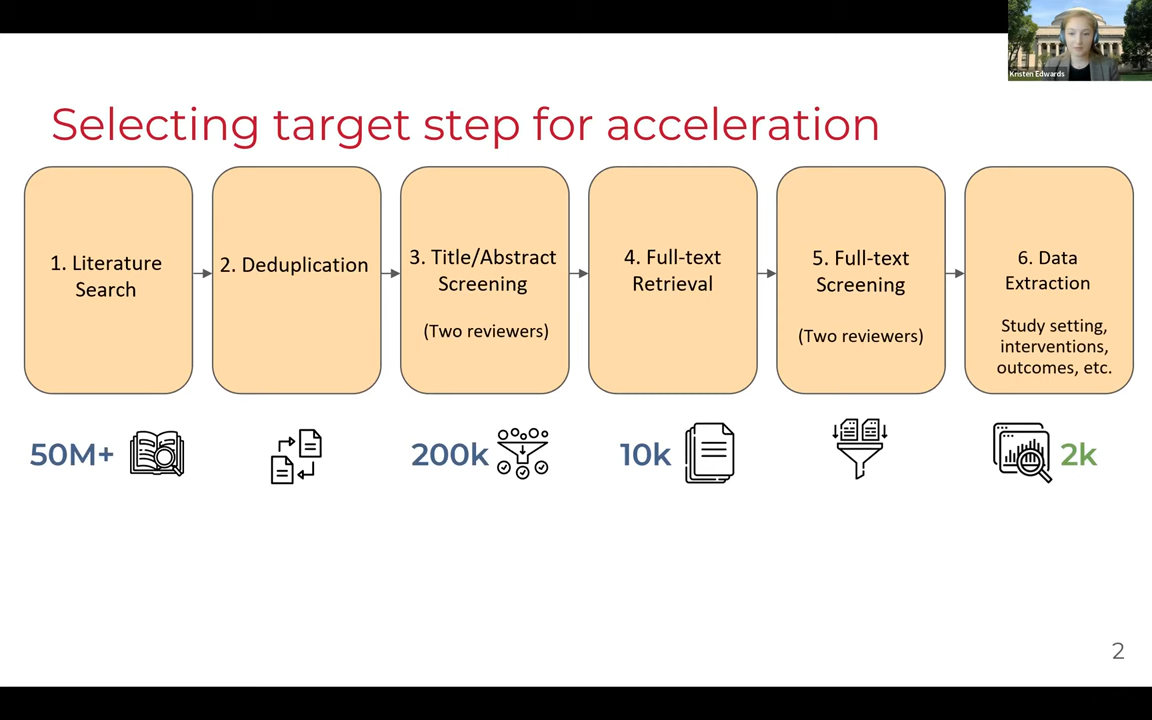 Kristen Edwards
Selecting target step for acceleration
1. Literature
Search
2. Deduplication
3. Title/Abstract
Screening
(Two reviewers)
4. Full-text
Retrieval
5. Full-text
Screening
(Two reviewers)
6. Data
Extraction
Study setting,
interventions,
outcomes, etc.
50M+
200k
10k
2k
2